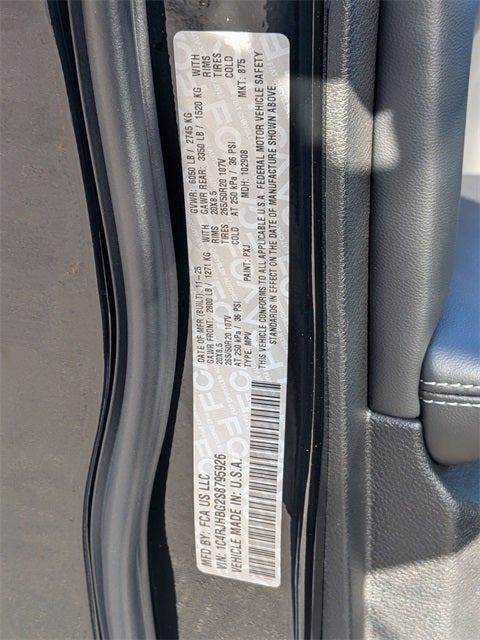 MFD BY: FCA US LLC
VIN: 1C4RJHBG2S8795926
VEHICLE MADE IN: U.S.A.
DATE OF MFR (BUILT): 11-25
GVWR: 6050 LB / 2745 KG
GAWR FRONT: 2800 LB / 1271 KG WITH
20X8.5 RIMS
265/50R20 107V TIRES
AT 250 kPa / 36 PSI COLD
GAWR REAR: 3350 LB / 1520 KG WITH
20X8.5 RIMS
265/50R20 107V TIRES
AT 250 kPa / 36 PSI COLD
TYPE: MPV PAINT: PXJ MDH: 102908 MKT: 875
THIS VEHICLE CONFORMS TO ALL APPLICABLE U.S.A. FEDERAL MOTOR VEHICLE SAFETY
STANDARDS IN EFFECT ON THE DATE OF MANUFACTURE SHOWN ABOVE.